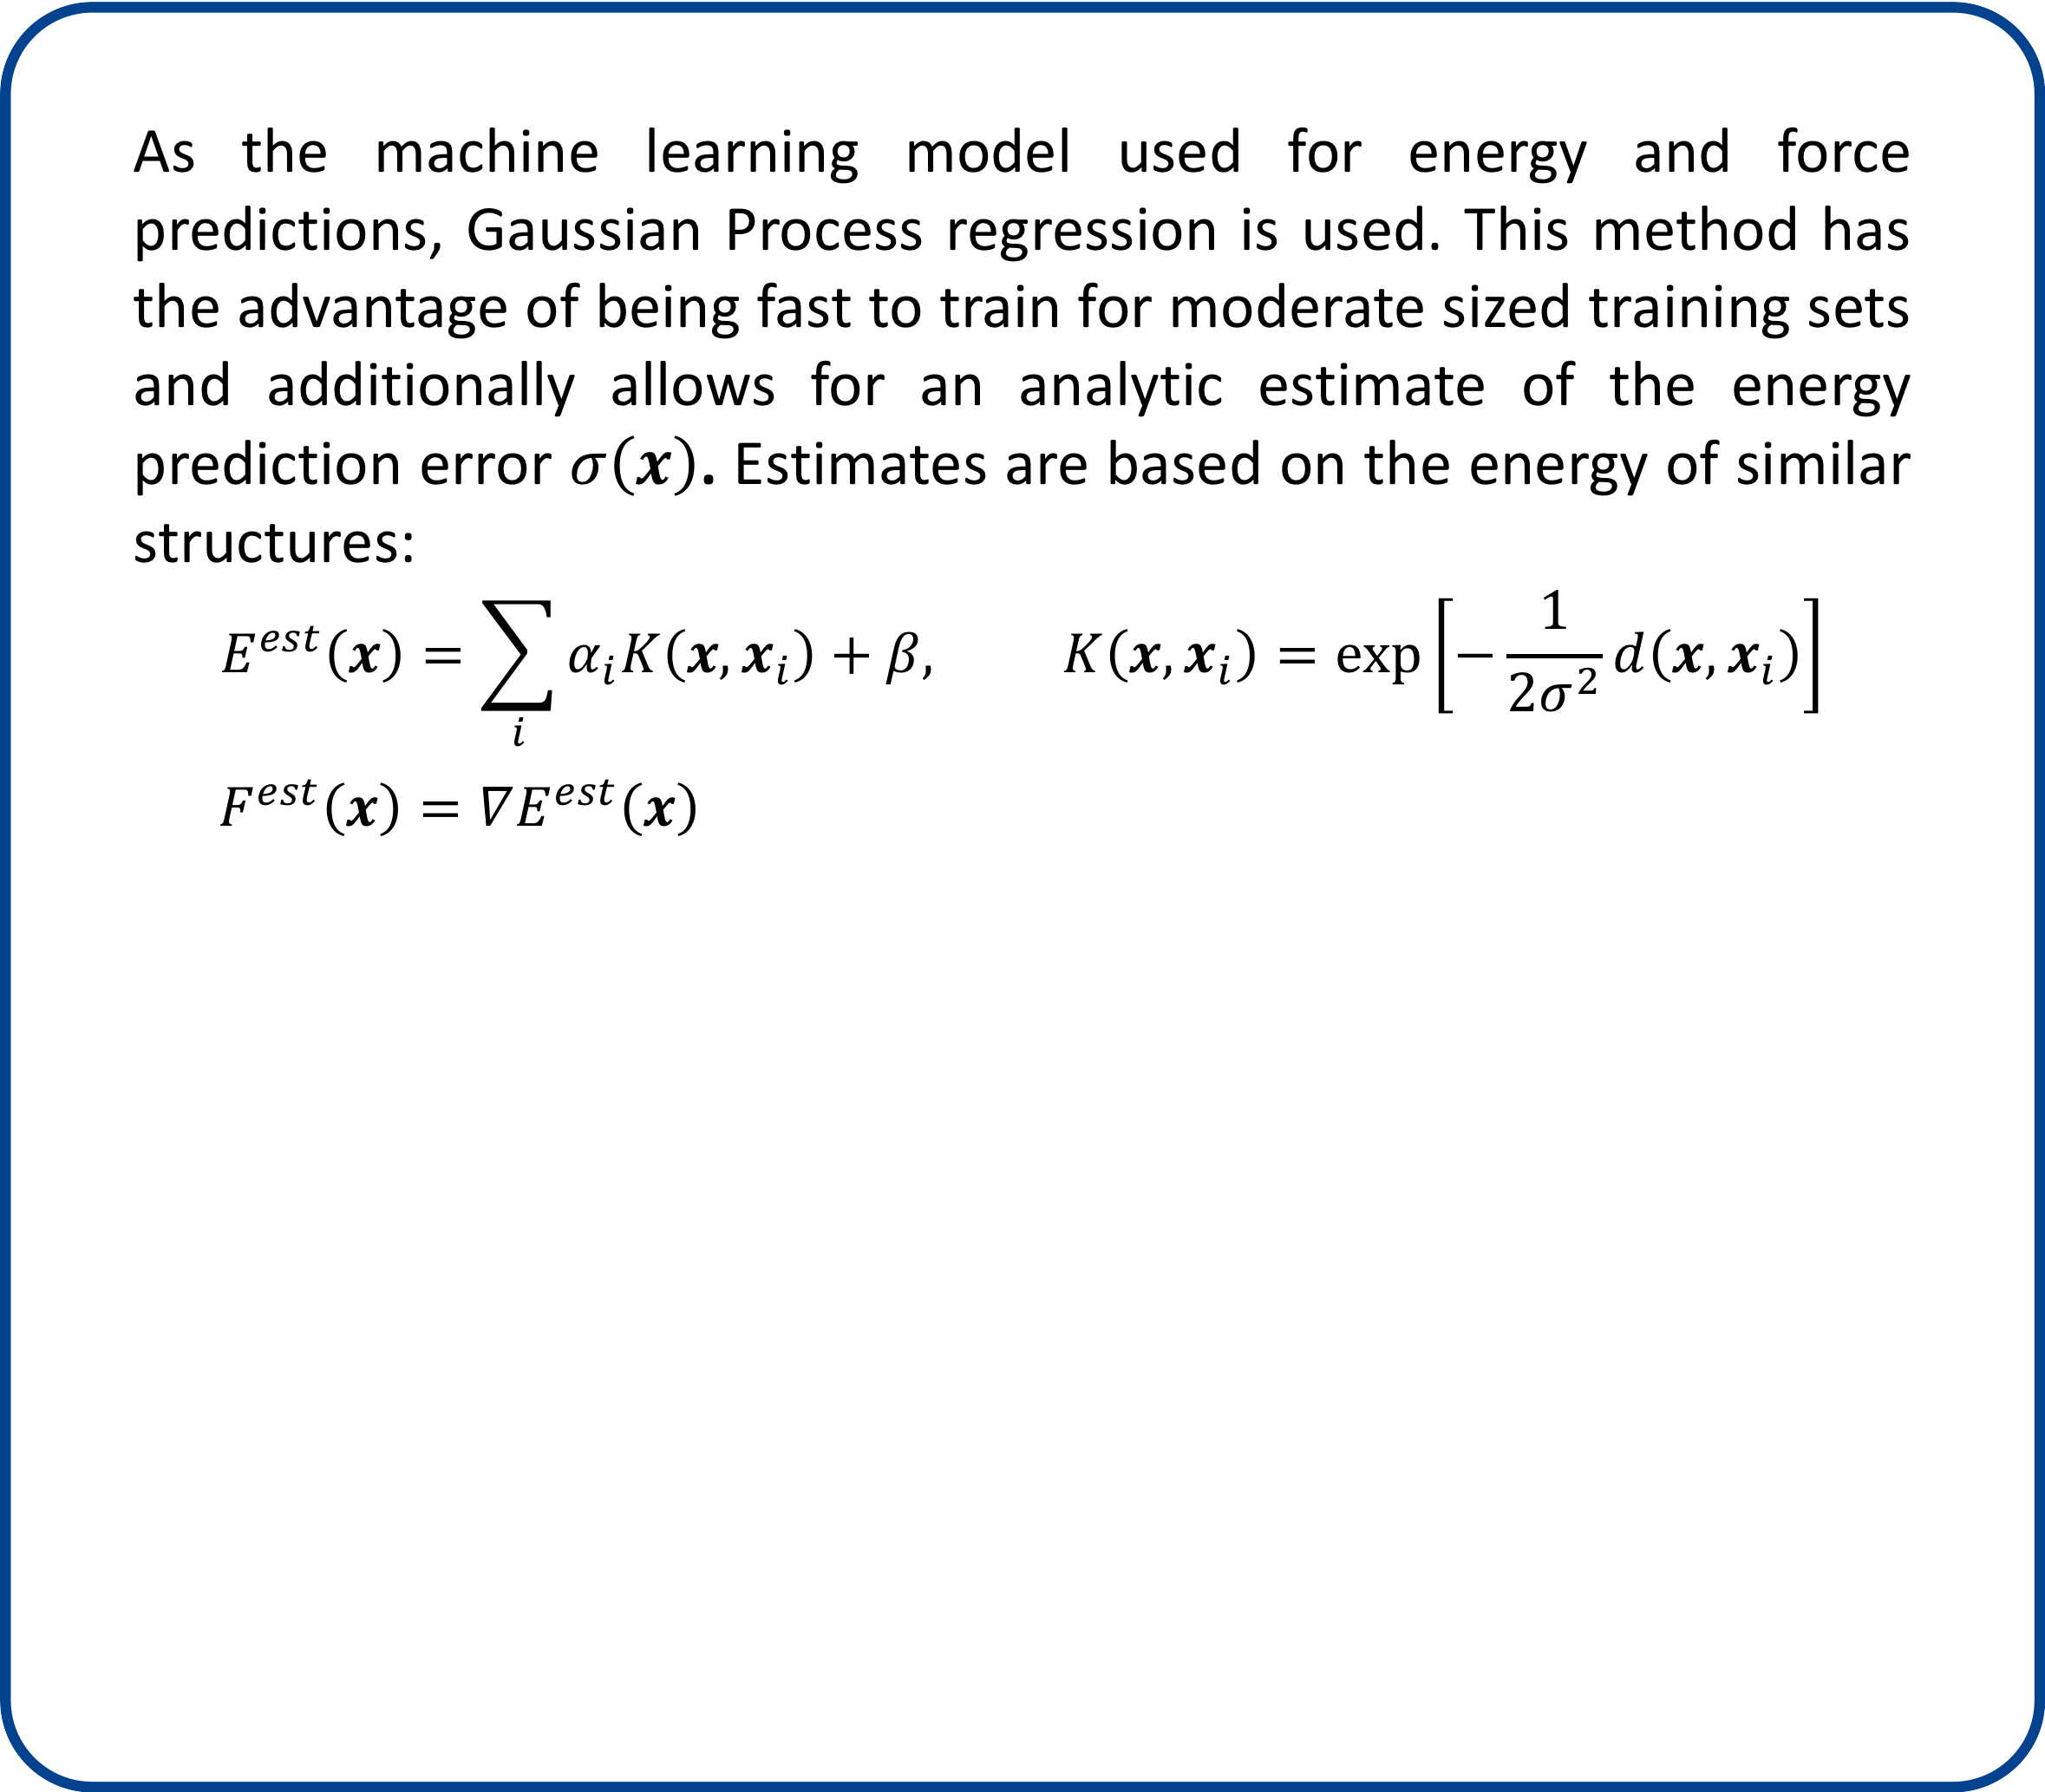 As the machine learning model used for energy and force
predictions, Gaussian Process regression is used. This method has
the advantage of being fast to train for moderate sized training sets
and additionally allows for an analytic estimate of the energy
prediction error σ(𝒙). Estimates are based on the energy of similar
structures:
E^{est}(𝒙) = ∑_i α_i K(𝒙, 𝒙_i) + β, K(𝒙, 𝒙_i) = exp [− 1/(2σ^2) d(𝒙, 𝒙_i)]
F^{est}(𝒙) = ∇E^{est}(𝒙)